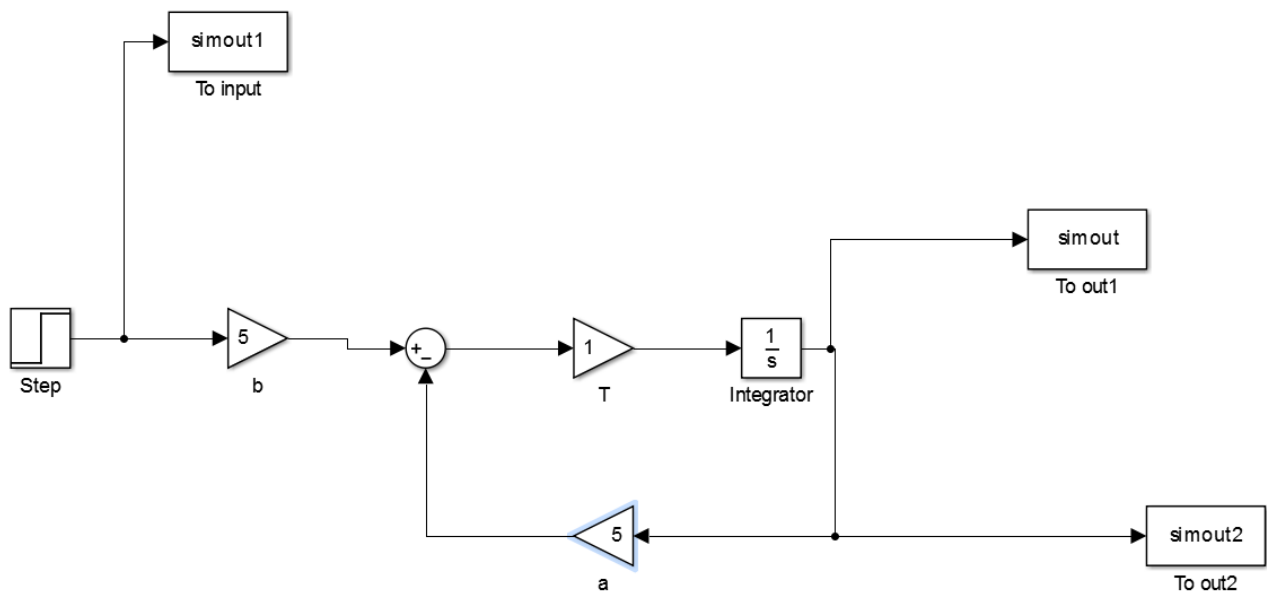 simout1
To input
simout
To out1
Step
5
b
+
−
1
T
1
s
Integrator
5
a
simout2
To out2